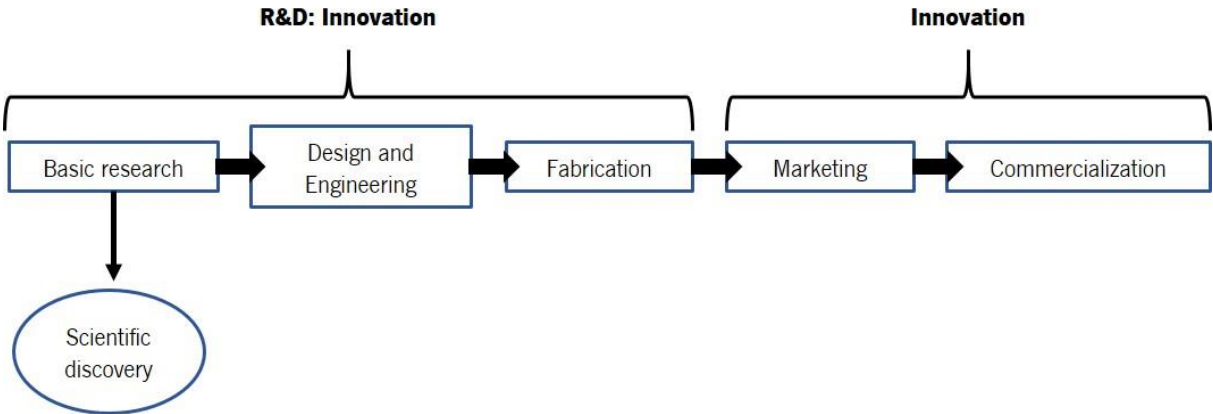 R&D: Innovation
Innovation
Basic research
Design and
Engineering
Fabrication
Marketing
Commercialization
Scientific
discovery